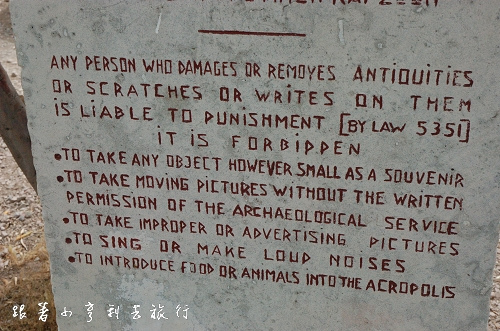 ANY PERSON WHO DAMAGES OR REMOVES ANTIQUITIES
OR SCRATCHES OR WRITES ON THEM
IS LIABLE TO PUNISHMENT [BY LAW 5351]
IT IS FORBIDDEN
•TO TAKE ANY OBJECT HOWEVER SMALL AS A SOUVENIR
•TO TAKE MOVING PICTURES WITHOUT THE WRITTEN
PERMISSION OF THE ARCHAEOLOGICAL SERVICE
•TO TAKE IMPROPER OR ADVERTISING PICTURES
•TO SING OR MAKE LOUD NOISES
•TO INTRODUCE FOOD OR ANIMALS INTO THE ACROPOLIS
跟著小亨利去旅行